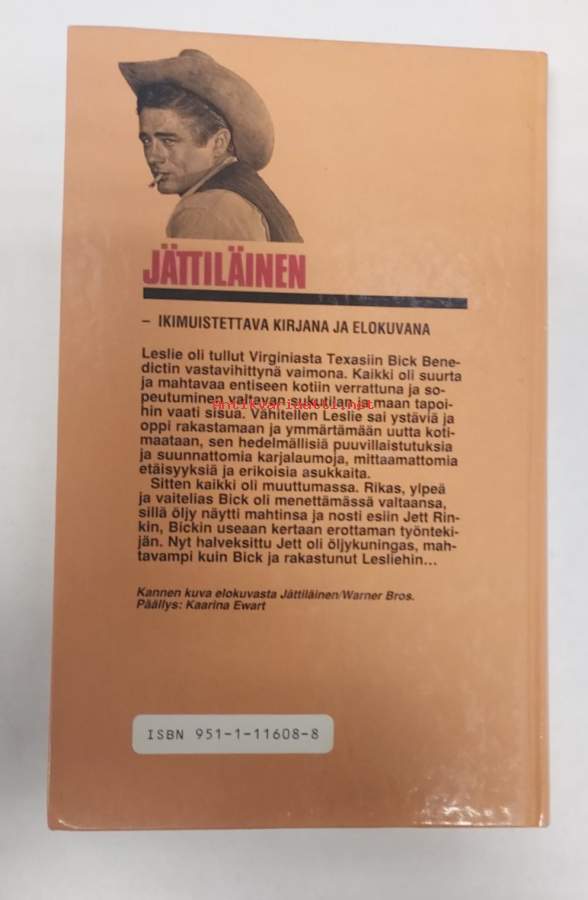 JÄTTILÄINEN
– IKIMUISTETTAVA KIRJANA JA ELOKUVANA
Leslie oli tullut Virginiasta Texasiin Bick Bene-
dictin vastavihittynä vaimona. Kaikki oli suurta
ja mahtavaa entiseen kotiin verrattuna ja so-
peutuminen valtavan sukutilan ja maan tapoi-
antikvariaatti.net
hin vaati sisua. Vähitellen Leslie sai ystäviä ja
oppi rakastamaan ja ymmärtämään uutta koti-
maataan, sen hedelmällisiä puuvillaistutuksia
ja suunnattomia karjalaumoja, mittaamattomia
etäisyyksiä ja erikoisia asukkaita.
Sitten kaikki oli muuttumassa. Rikas, ylpeä
ja vaitelias Bick oli menettämässä valtaansa,
sillä öljy näytti mahtinsa ja nosti esiin Jett Rin-
kin, Bickin useaan kertaan erottaman työnteki-
jän. Nyt halveksittu Jett oli öljykuningas, mah-
tavampi kuin Bick ja rakastunut Lesliehin...
Kannen kuva elokuvasta Jättiläinen/Warner Bros.
Päällys: Kaarina Ewart
ISBN 951-1-11608-8